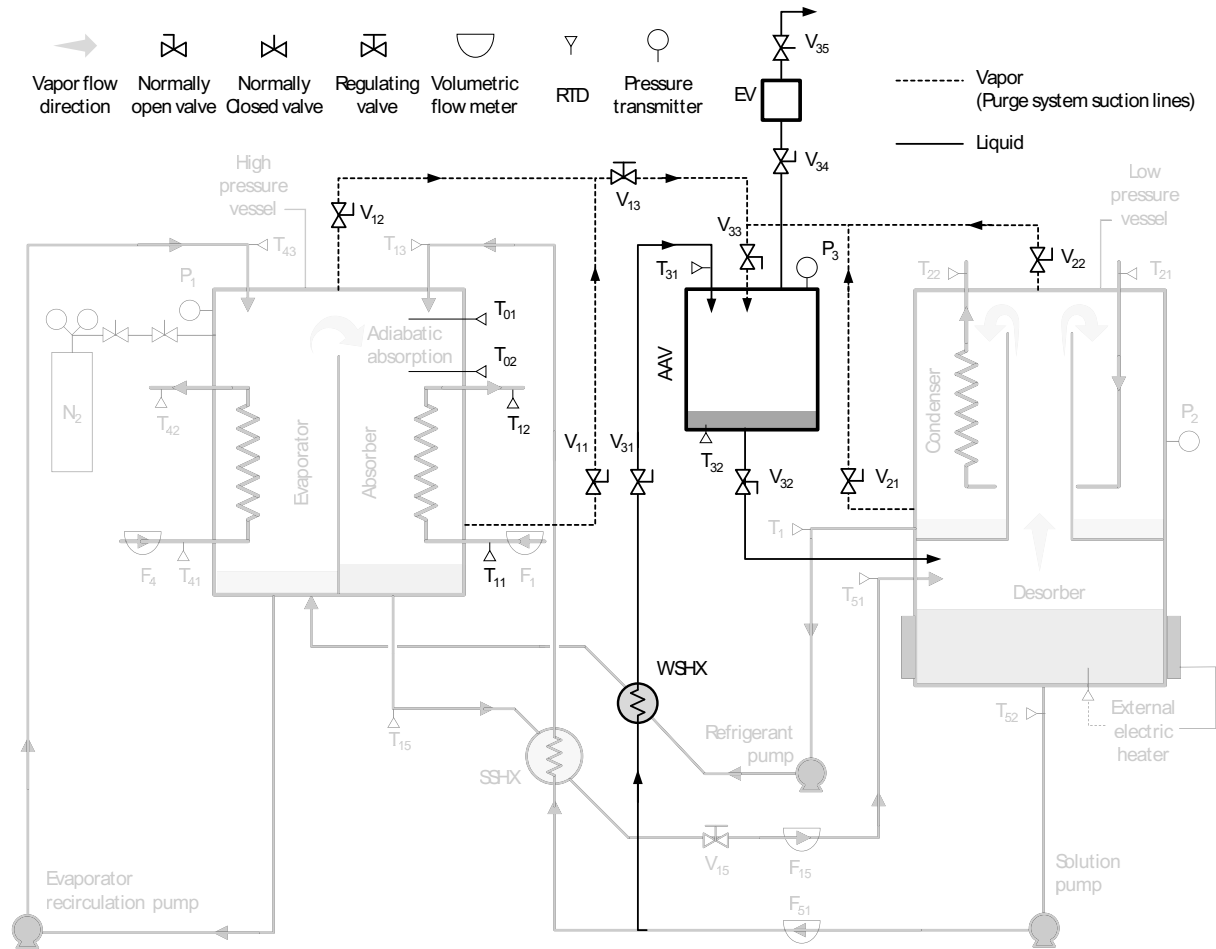 Vapor flow
direction
Normally
open valve
Normally
Closed valve
Regulating
valve
Volumetric
flow meter
RTD
Pressure
transmitter
V35
EV
V34
Vapor
(Purge system suction lines)
Liquid
High
pressure
vessel
V12
V13
V33
P3
Low
pressure
vessel
V22
T43
T13
T31
T22
T21
P1
T01
Adiabatic
absorption
T02
AAV
N2
T42
T12
Evaporator
Absorber
V11
V31
T32
V32
V21
Condenser
P2
F4
T41
T11
F1
T1
T51
Desorber
WSHX
T15
SSHX
Refrigerant
pump
T52
External
electric
heater
V15
F15
Evaporator
recirculation pump
F51
Solution
pump